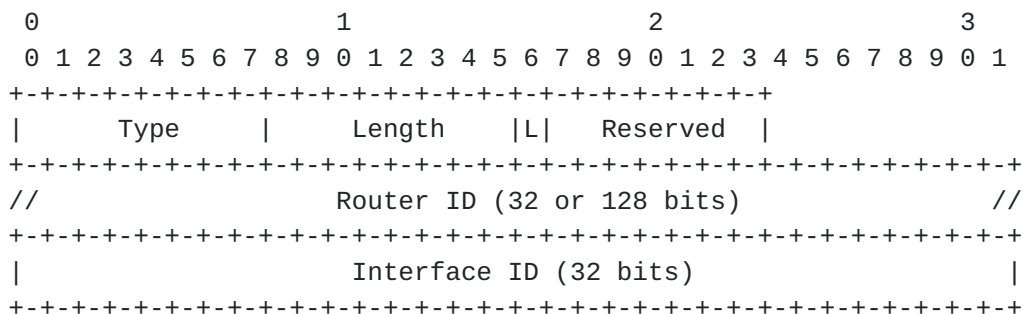 0                   1                   2                   3
 0 1 2 3 4 5 6 7 8 9 0 1 2 3 4 5 6 7 8 9 0 1 2 3 4 5 6 7 8 9 0 1
+-+-+-+-+-+-+-+-+-+-+-+-+-+-+-+-+-+-+-+-+-+-+-+-+
|      Type     |     Length    |L|   Reserved  |
+-+-+-+-+-+-+-+-+-+-+-+-+-+-+-+-+-+-+-+-+-+-+-+-+-+-+-+-+-+-+-+-+
//                   Router ID (32 or 128 bits)                //
+-+-+-+-+-+-+-+-+-+-+-+-+-+-+-+-+-+-+-+-+-+-+-+-+-+-+-+-+-+-+-+-+
|                     Interface ID (32 bits)                    |
+-+-+-+-+-+-+-+-+-+-+-+-+-+-+-+-+-+-+-+-+-+-+-+-+-+-+-+-+-+-+-+-+